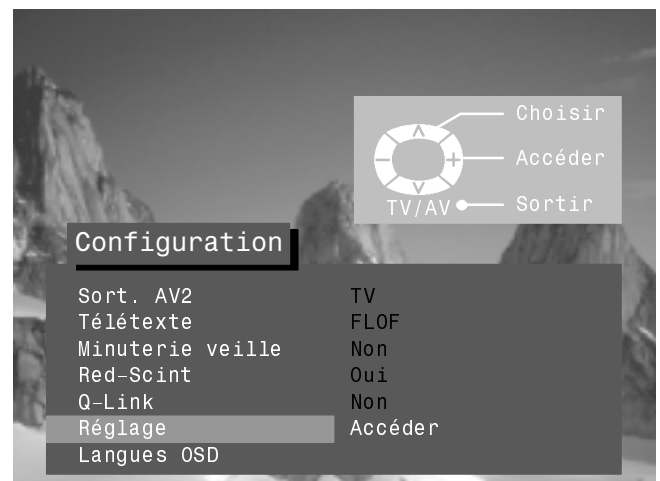 Choisir
Accéder
TV/AV Sortir
Configuration
Sort. AV2 TV
Télétexte FLOF
Minuterie veille Non
Red-Scint Oui
Q-Link Non
Réglage Accéder
Langues OSD